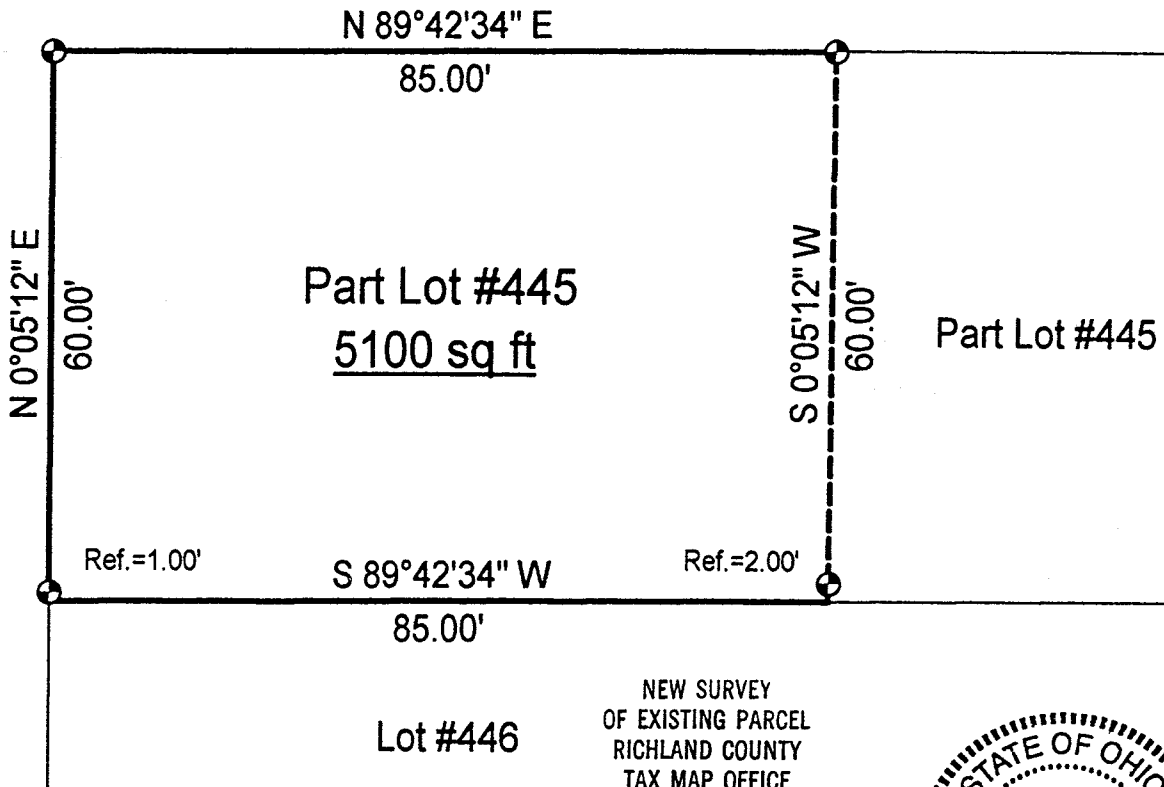 N 89°42'34" E
85.00'
N 0°05'12" E
60.00'
Part Lot #445
5100 sq ft
S 0°05'12" W
60.00'
Part Lot #445
Ref.=1.00'
S 89°42'34" W
Ref.=2.00'
85.00'
Lot #446
NEW SURVEY
OF EXISTING PARCEL
RICHLAND COUNTY
TAX MAP OFFICE
STATE OF OHIO